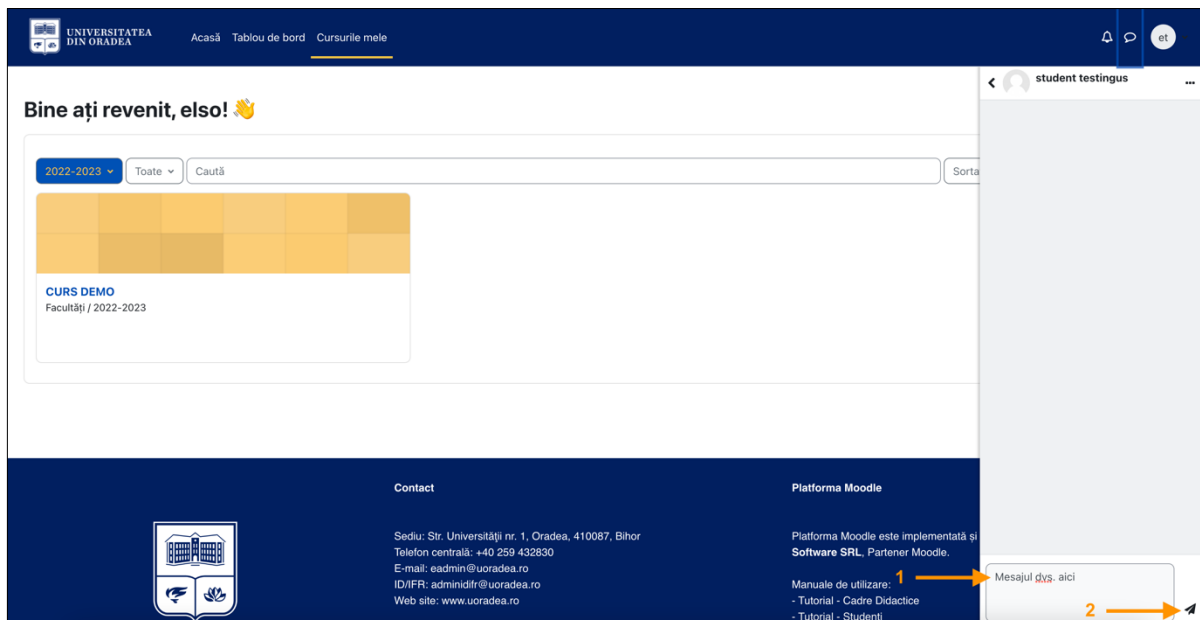 UNIVERSITATEA
DIN ORADEA
Acasă Tablou de bord Cursurile mele
et
student testingus
Bine ați revenit, elso! 👋
2022-2023 Toate Caută Sorta
CURS DEMO
Facultăți / 2022-2023
Contact
Sediu: Str. Universităţii nr. 1, Oradea, 410087, Bihor
Telefon centrală: +40 259 432830
E-mail: eadmin@uoradea.ro
ID/IFR: adminidifr@uoradea.ro
Web site: www.uoradea.ro
Platforma Moodle
Platforma Moodle este implementată și
Software SRL, Partener Moodle.
Manuale de utilizare:
- Tutorial - Cadre Didactice
- Tutorial - Studenți
1
Mesajul dvs. aici
2